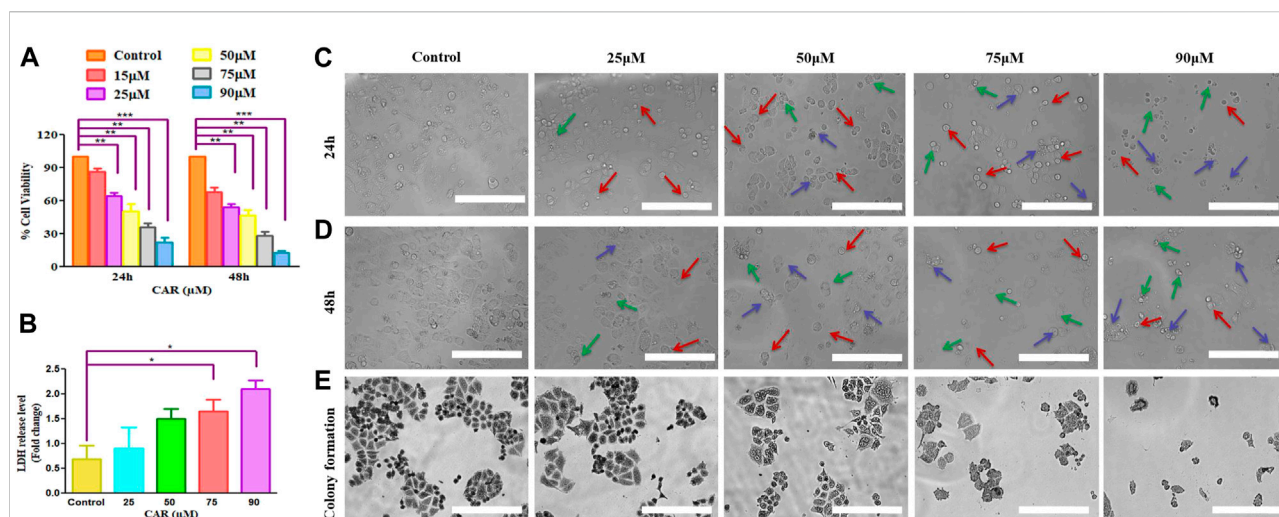 A
Control
15μM
25μM
50μM
75μM
90μM
***
**
**
**
***
**
**
**
120
90
60
30
0
% Cell Viability
24h
48h
CAR (μM)
B
*
*
2.5
2.0
1.5
1.0
0.5
0.0
LDH release level
(Fold change)
Control 25 50 75 90
CAR (μM)
C
Control 25μM 50μM 75μM 90μM
24h
D
48h
E
Colony formation